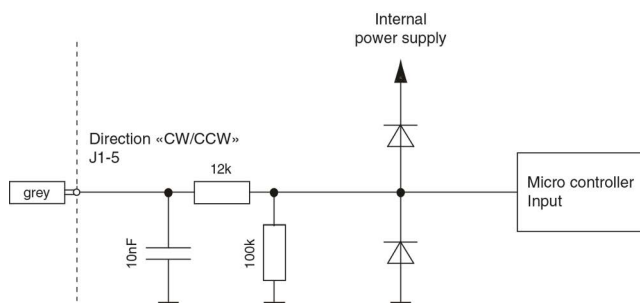 Internal
power supply
Direction «CW/CCW»
J1-5
12k
grey
Micro controller
Input
10nF
100k